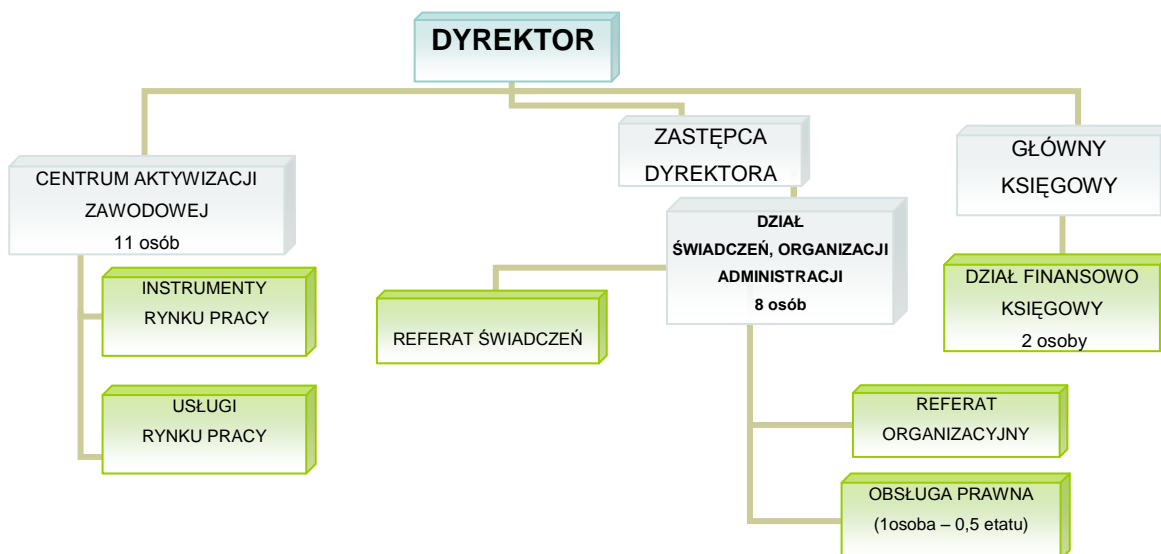 DYREKTOR
CENTRUM AKTYWIZACJI
ZAWODOWEJ
11 osób
INSTRUMENTY
RYNKU PRACY
USŁUGI
RYNKU PRACY
ZASTĘPCA
DYREKTORA
DZIAŁ
ŚWIADCZEŃ, ORGANIZACJI
ADMINISTRACJI
8 osób
REFERAT ŚWIADCZEŃ
REFERAT
ORGANIZACYJNY
OBSŁUGA PRAWNA
(1osoba – 0,5 etatu)
GŁÓWNY
KSIĘGOWY
DZIAŁ FINANSOWO
KSIĘGOWY
2 osoby